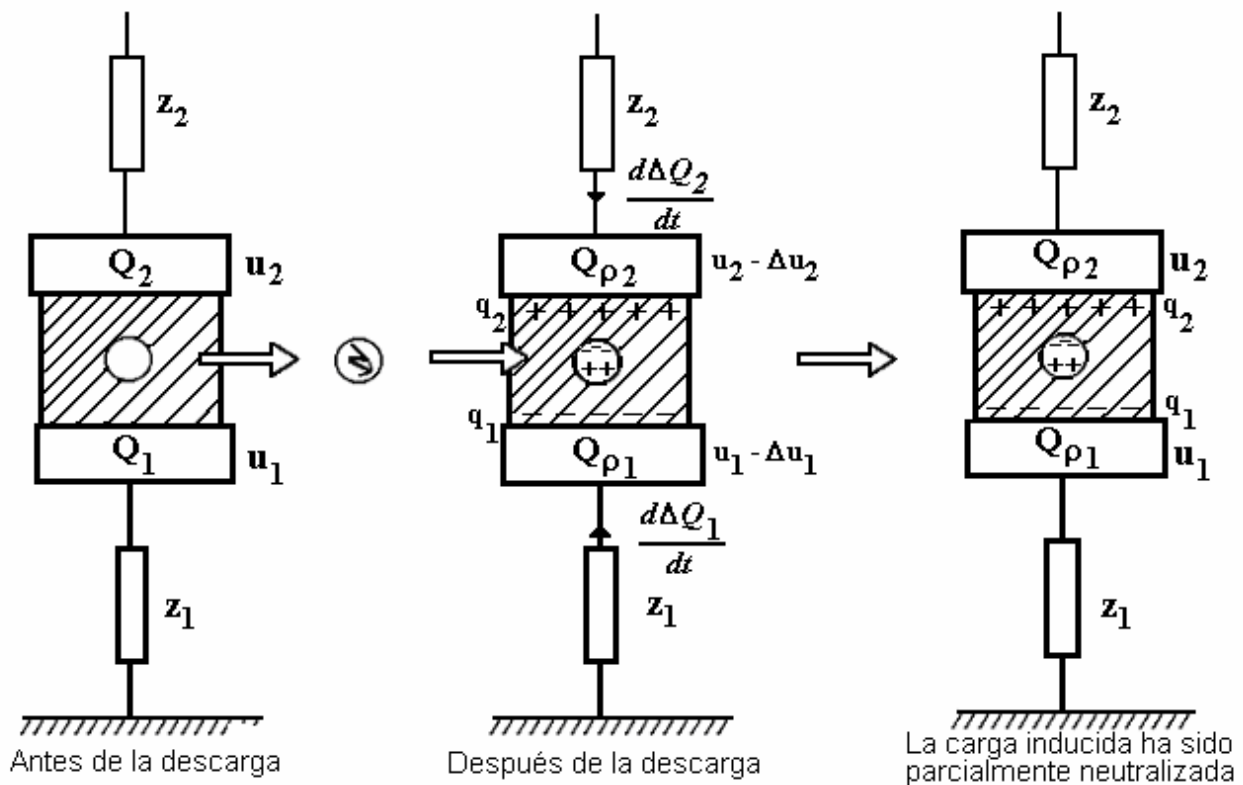 z₂
Q₂ u₂
Q₁ u₁
z₁
Antes de la descarga
z₂
dΔQ₂/dt
Qρ₂ u₂ - Δu₂
q₂ + + + + +
--
++
q₁ -----
Qρ₁ u₁ - Δu₁
dΔQ₁/dt
z₁
Después de la descarga
z₂
Qρ₂ u₂
+ + + + + q₂
--
++
----- q₁
Qρ₁ u₁
z₁
La carga inducida ha sido
parcialmente neutralizada